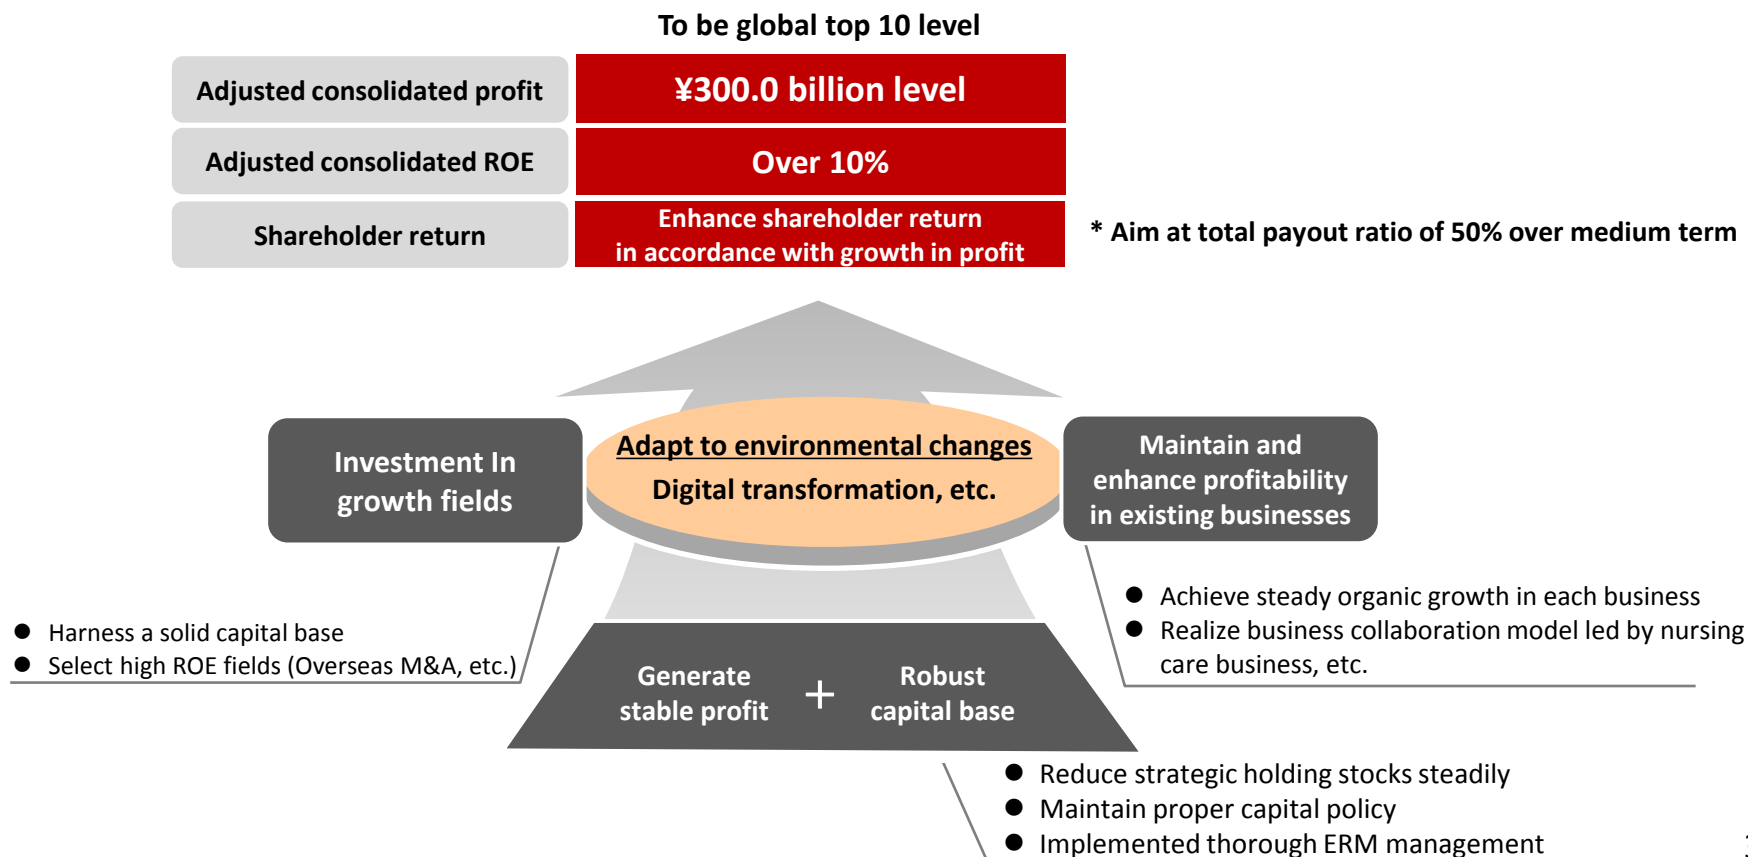 To be global top 10 level
Adjusted consolidated profit
¥300.0 billion level
Adjusted consolidated ROE
Over 10%
Shareholder return
Enhance shareholder return
in accordance with growth in profit
* Aim at total payout ratio of 50% over medium term
Investment In
growth fields
Adapt to environmental changes
Digital transformation, etc.
Maintain and
enhance profitability
in existing businesses
● Harness a solid capital base
● Select high ROE fields (Overseas M&A, etc.)
● Achieve steady organic growth in each business
● Realize business collaboration model led by nursing
care business, etc.
Generate
stable profit
+
Robust
capital base
● Reduce strategic holding stocks steadily
● Maintain proper capital policy
● Implemented thorough ERM management